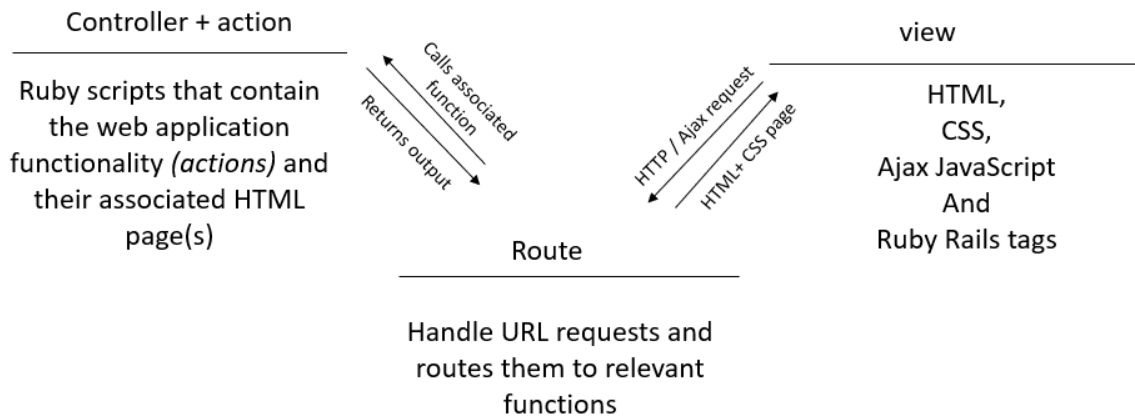 Controller + action
Ruby scripts that contain
the web application
functionality (actions) and
their associated HTML
page(s)
Calls associated
function
Returns output
HTTP / Ajax request
HTML+ CSS page
view
HTML,
CSS,
Ajax JavaScript
And
Ruby Rails tags
Route
Handle URL requests and
routes them to relevant
functions